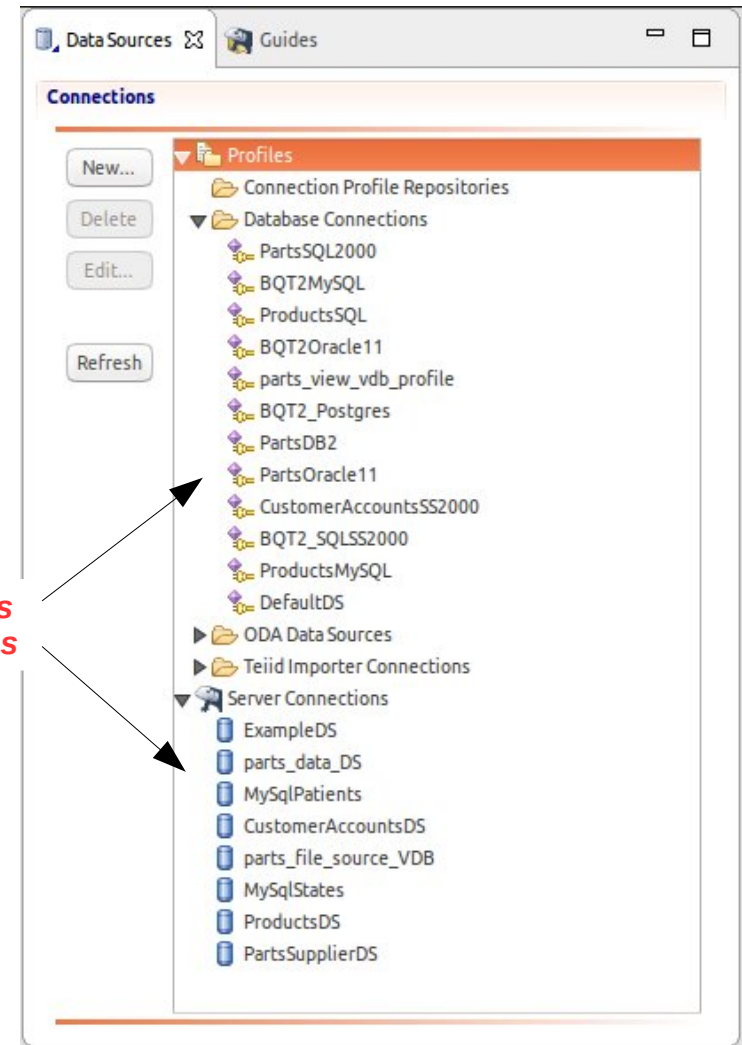 Data Sources
Guides
Connections
New...
Delete
Edit...
Refresh
Profiles
Connection Profile Repositories
Database Connections
PartsSQL2000
BQT2MySQL
ProductsSQL
BQT2Oracle11
parts_view_vdb_profile
BQT2_Postgres
PartsDB2
PartsOracle11
CustomerAccountsSS2000
BQT2_SQLSS2000
ProductsMySQL
DefaultDS
ODA Data Sources
Teiid Importer Connections
Server Connections
ExampleDS
parts_data_DS
MySqlPatients
CustomerAccountsDS
parts_file_source_VDB
MySqlStates
ProductsDS
PartsSupplierDS
s
s